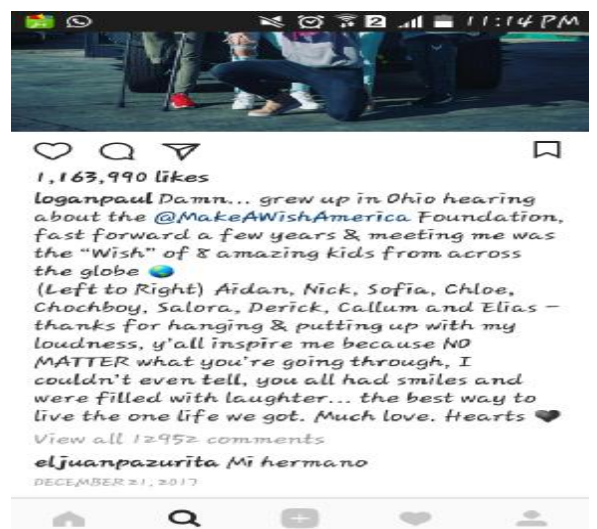 2 11:14 PM
1,163,990 likes
loganpaul Damn... grew up in Ohio hearing
about the @MakeAWishAmerica Foundation,
fast forward a few years & meeting me was
the "Wish" of 8 amazing kids from across
the globe 🌏
(Left to Right) Aidan, Nick, Sofia, Chloe,
Chochboy, Salora, Derick, Callum and Elias –
thanks for hanging & putting up with my
loudness, y'all inspire me because NO
MATTER what you're going through, I
couldn't even tell, you all had smiles and
were filled with laughter... the best way to
live the one life we got. Much love. Hearts 🖤
View all 12952 comments
eljuanpazurita Mi hermano
DECEMBER 21, 2017